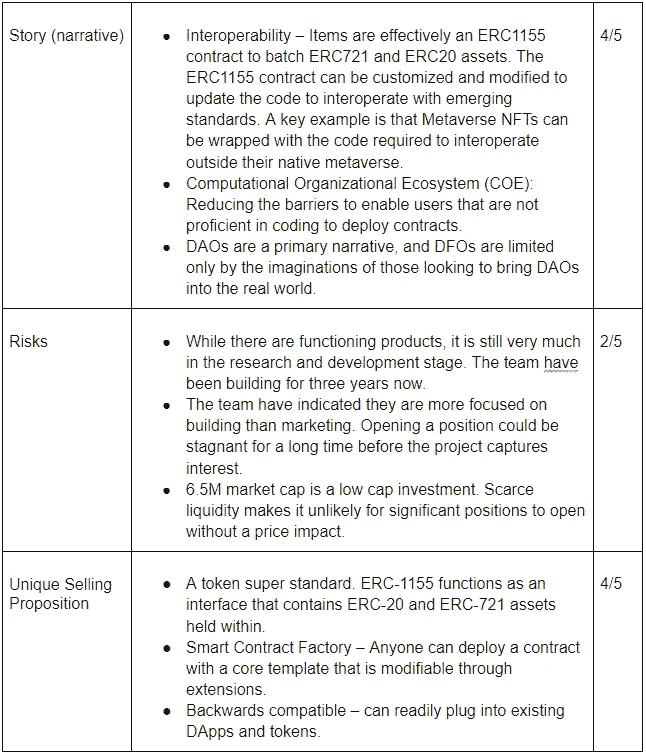 Story (narrative)
● Interoperability – Items are effectively an ERC1155
contract to batch ERC721 and ERC20 assets. The
ERC1155 contract can be customized and modified to
update the code to interoperate with emerging
standards. A key example is that Metaverse NFTs can
be wrapped with the code required to interoperate
outside their native metaverse.
● Computational Organizational Ecosystem (COE):
Reducing the barriers to enable users that are not
proficient in coding to deploy contracts.
● DAOs are a primary narrative, and DFOs are limited
only by the imaginations of those looking to bring DAOs
into the real world.
4/5
Risks
● While there are functioning products, it is still very much
in the research and development stage. The team have
been building for three years now.
● The team have indicated they are more focused on
building than marketing. Opening a position could be
stagnant for a long time before the project captures
interest.
● 6.5M market cap is a low cap investment. Scarce
liquidity makes it unlikely for significant positions to open
without a price impact.
2/5
Unique Selling
Proposition
● A token super standard. ERC-1155 functions as an
interface that contains ERC-20 and ERC-721 assets
held within.
● Smart Contract Factory – Anyone can deploy a contract
with a core template that is modifiable through
extensions.
● Backwards compatible – can readily plug into existing
DApps and tokens.
4/5